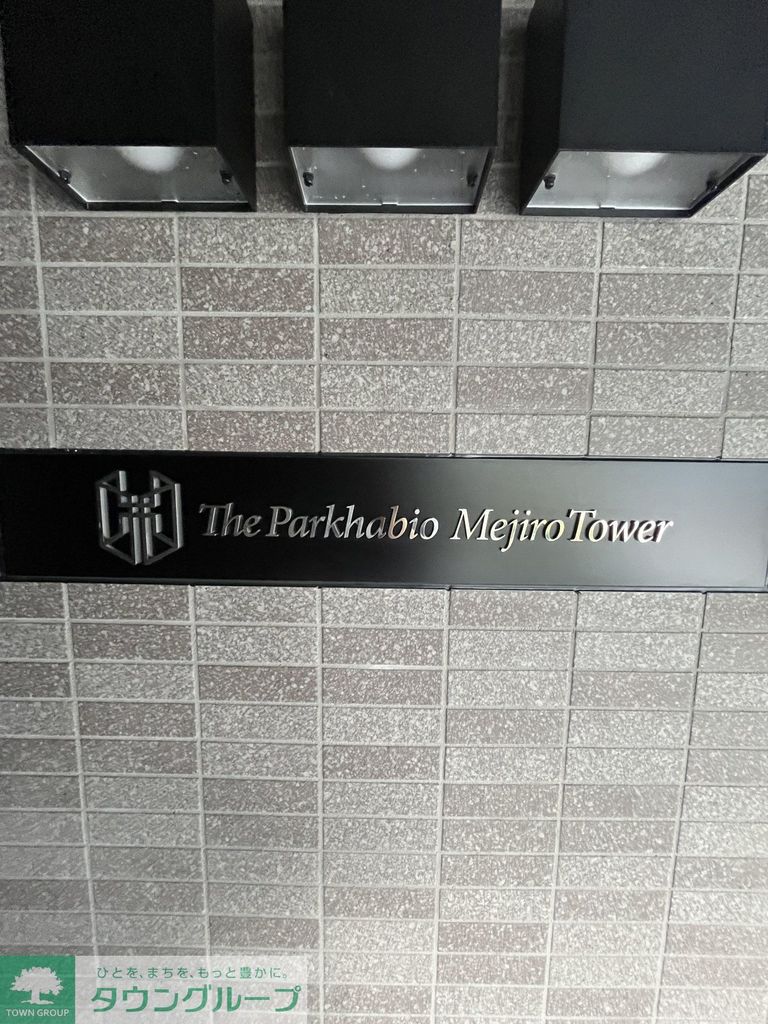 The Parkhabio Mejiro Tower
ひとを、まちを、もっと豊かに。
タウングループ
TOWN GROUP